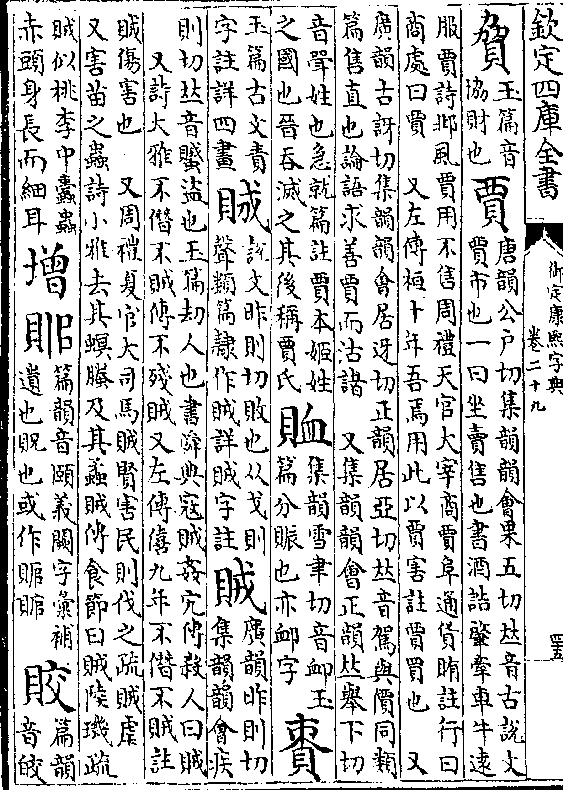 欽定四庫全書
御定康熙字典
卷二十九
玉篇音
協財也
賈
唐韻公户切集韻韻會果五切𠀤音古説文
賈市也一曰坐賣售也書酒誥肇牽車牛遠
服賈詩邶風賈用不售周禮天官大宰商賈阜通貨賄註行曰
商處曰賈 又左傳桓十年吾焉用此以賈害註賈買也 又
廣韻古訝切集韻韻會居迓切正韻居亞切𠀤音駕與價同類
篇售直也論語求善賈而沽諸 又集韻韻會正韻𠀤舉下切
音斝姓也急就篇註賈本姬姓
之國也晉吞滅之其後稱賈氏
集韻雪聿切音卹玉
篇分賑也亦卹字
玉篇古文責
字註詳四畫
賊
説文昨則切敗也从戈則
聲類篇隷作賊詳賊字註
賊
廣韻昨則切
集韻韻會疾
則切𠀤音蠈盜也玉篇劫人也書舜典寇賊姦宄傳殺人曰賊
又詩大雅不僭不賊傳不殘賊又左傳僖九年不僭不賊註
賊傷害也 又周禮夏官大司馬賊賢害民則伐之疏賊虐
又害苗之蟲詩小雅去其螟螣及其蟊賊傳食節曰賊陸璣疏
賊似桃李中蠹蟲
赤頭身長而細耳
增
篇韻音頤義闕字彙補
遺也貺也或作
篇韻
音皎